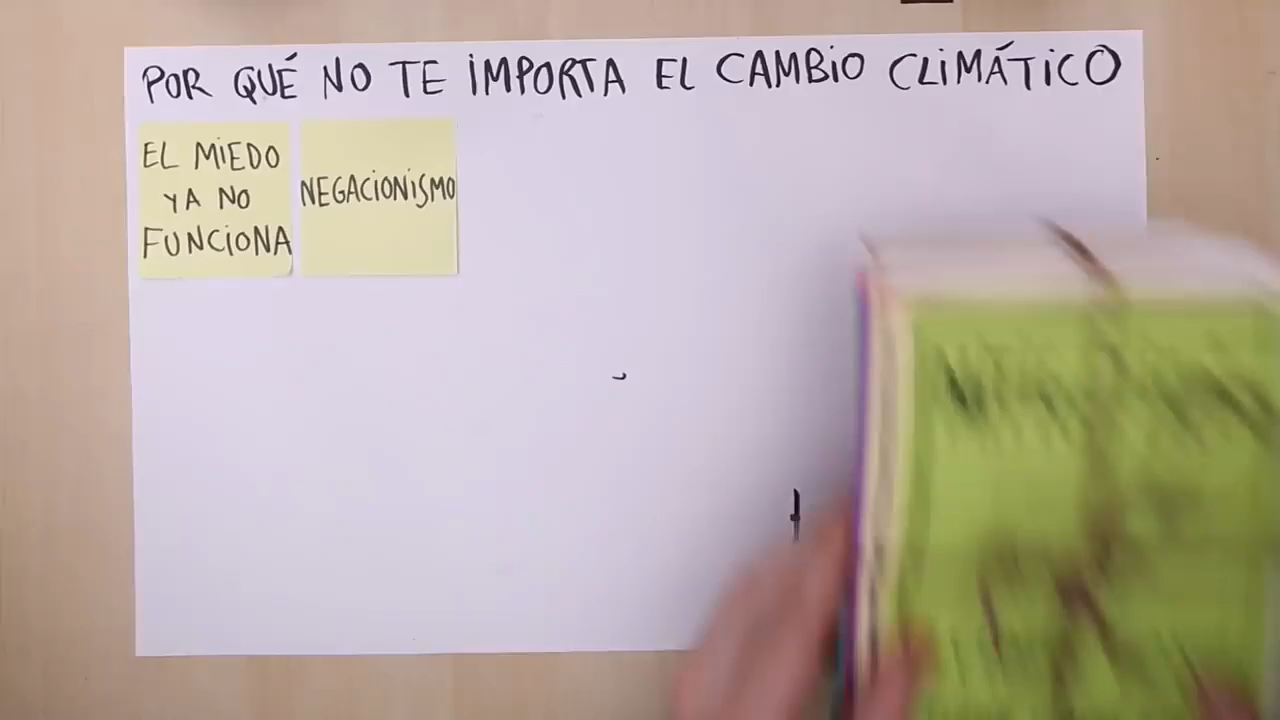 POR QUÉ NO TE IMPORTA EL CAMBIO CLIMÁTICO
EL MIEDO
YA NO
FUNCIONA
NEGACIONISMO